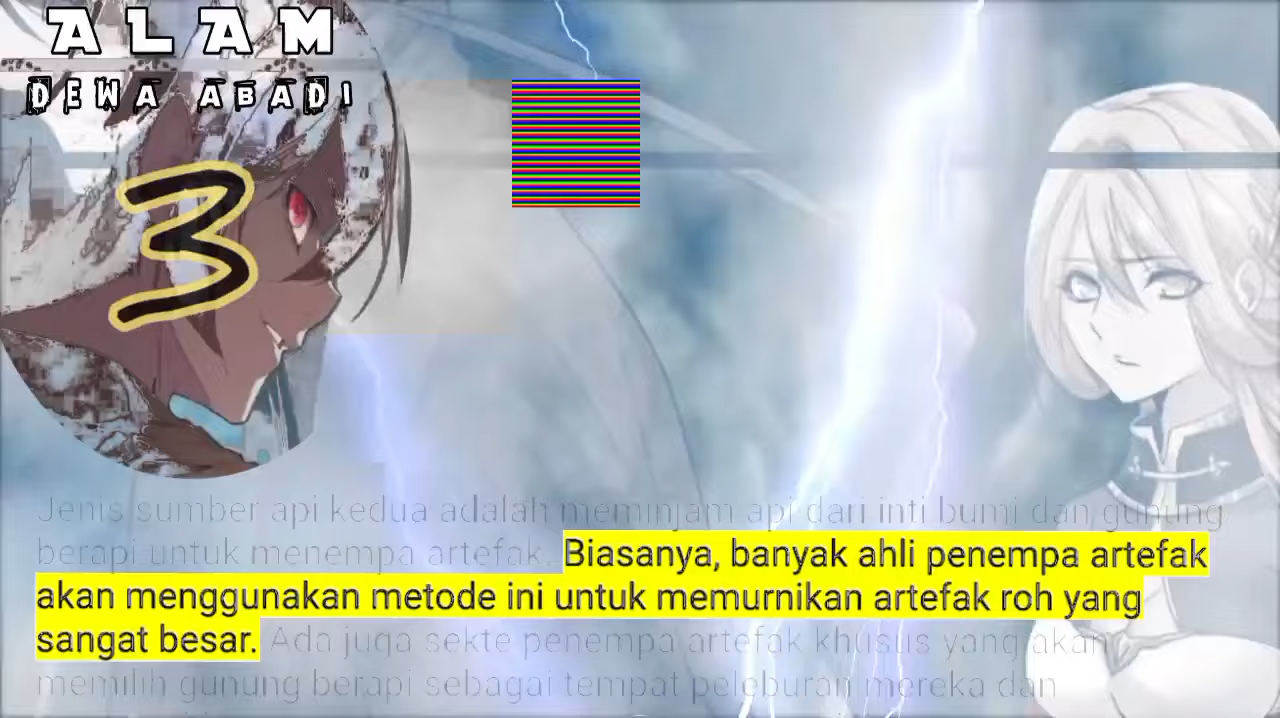 ALAM
DEWA ABADI
3
Jenis sumber api kedua adalah meminjam api dari inti bumi dan gunung
berapi untuk menempa artefak. Biasanya, banyak ahli penempa artefak
akan menggunakan metode ini untuk memurnikan artefak roh yang
sangat besar. Ada juga sekte penempa artefak khusus yang akan
memilih gunung berapi sebagai tempat peleburan mereka dan